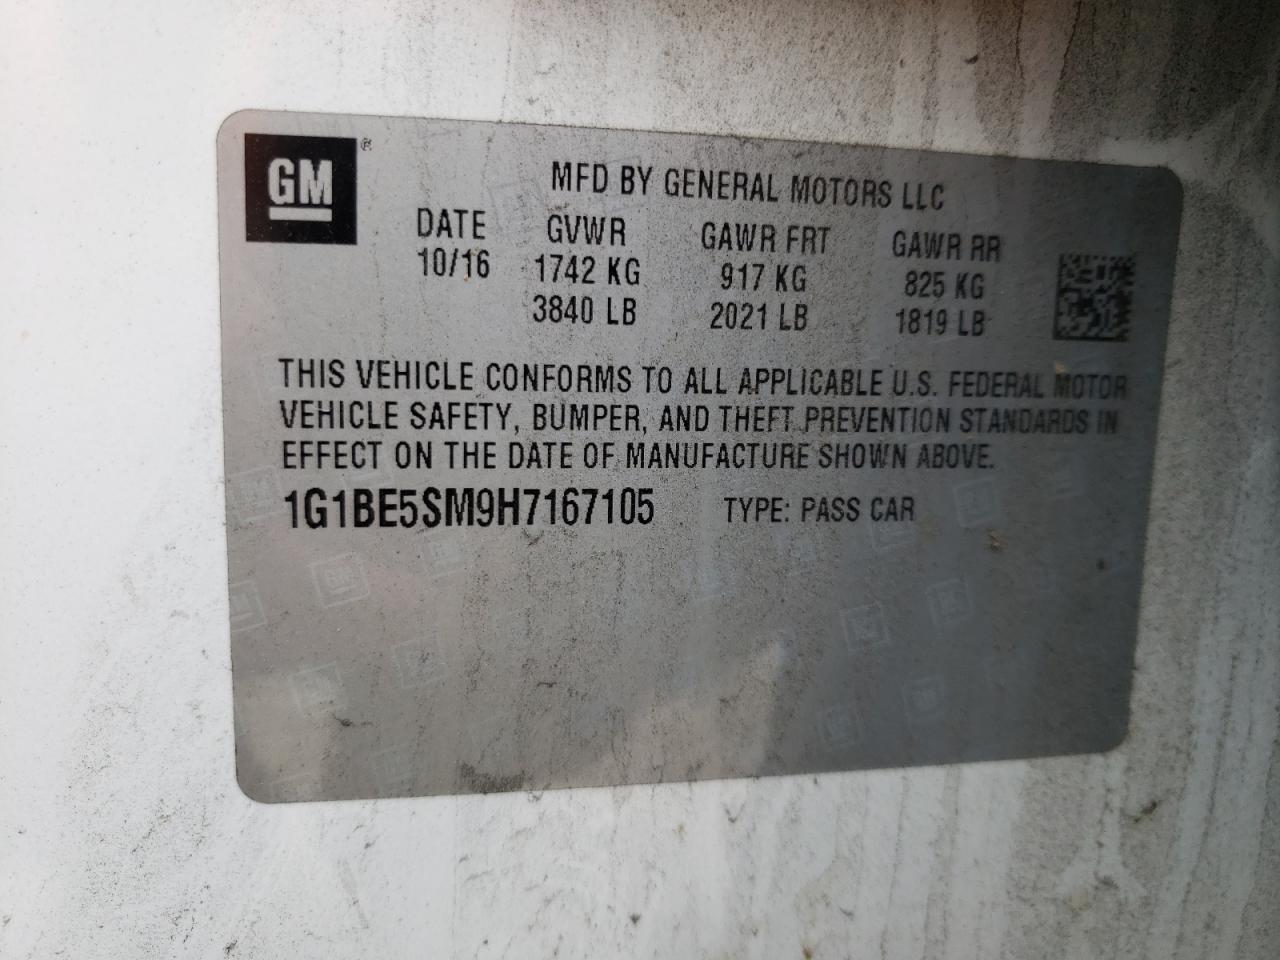 GM ®
MFD BY GENERAL MOTORS LLC
DATE GVWR GAWR FRT GAWR RR
10/16 1742 KG 917 KG 825 KG
3840 LB 2021 LB 1819 LB
THIS VEHICLE CONFORMS TO ALL APPLICABLE U.S. FEDERAL MOTOR
VEHICLE SAFETY, BUMPER, AND THEFT PREVENTION STANDARDS IN
EFFECT ON THE DATE OF MANUFACTURE SHOWN ABOVE.
1G1BE5SM9H7167105 TYPE: PASS CAR